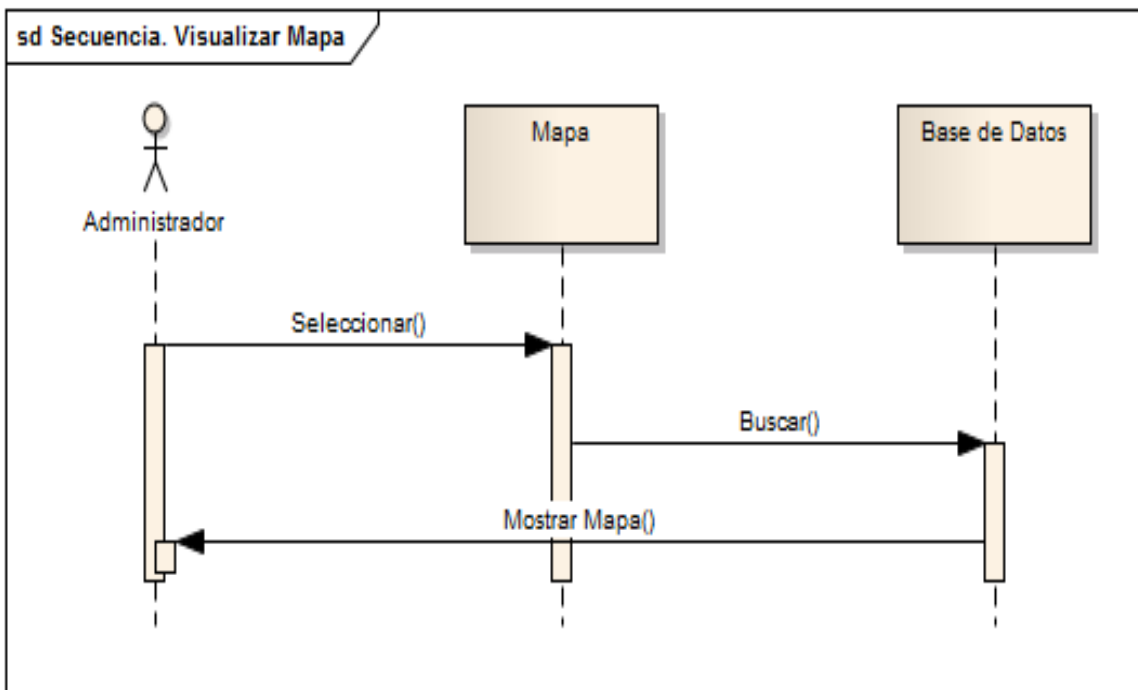 sd Secuencia. Visualizar Mapa
Mapa
Base de Datos
Administrador
Seleccionar()
Buscar()
Mostrar Mapa()